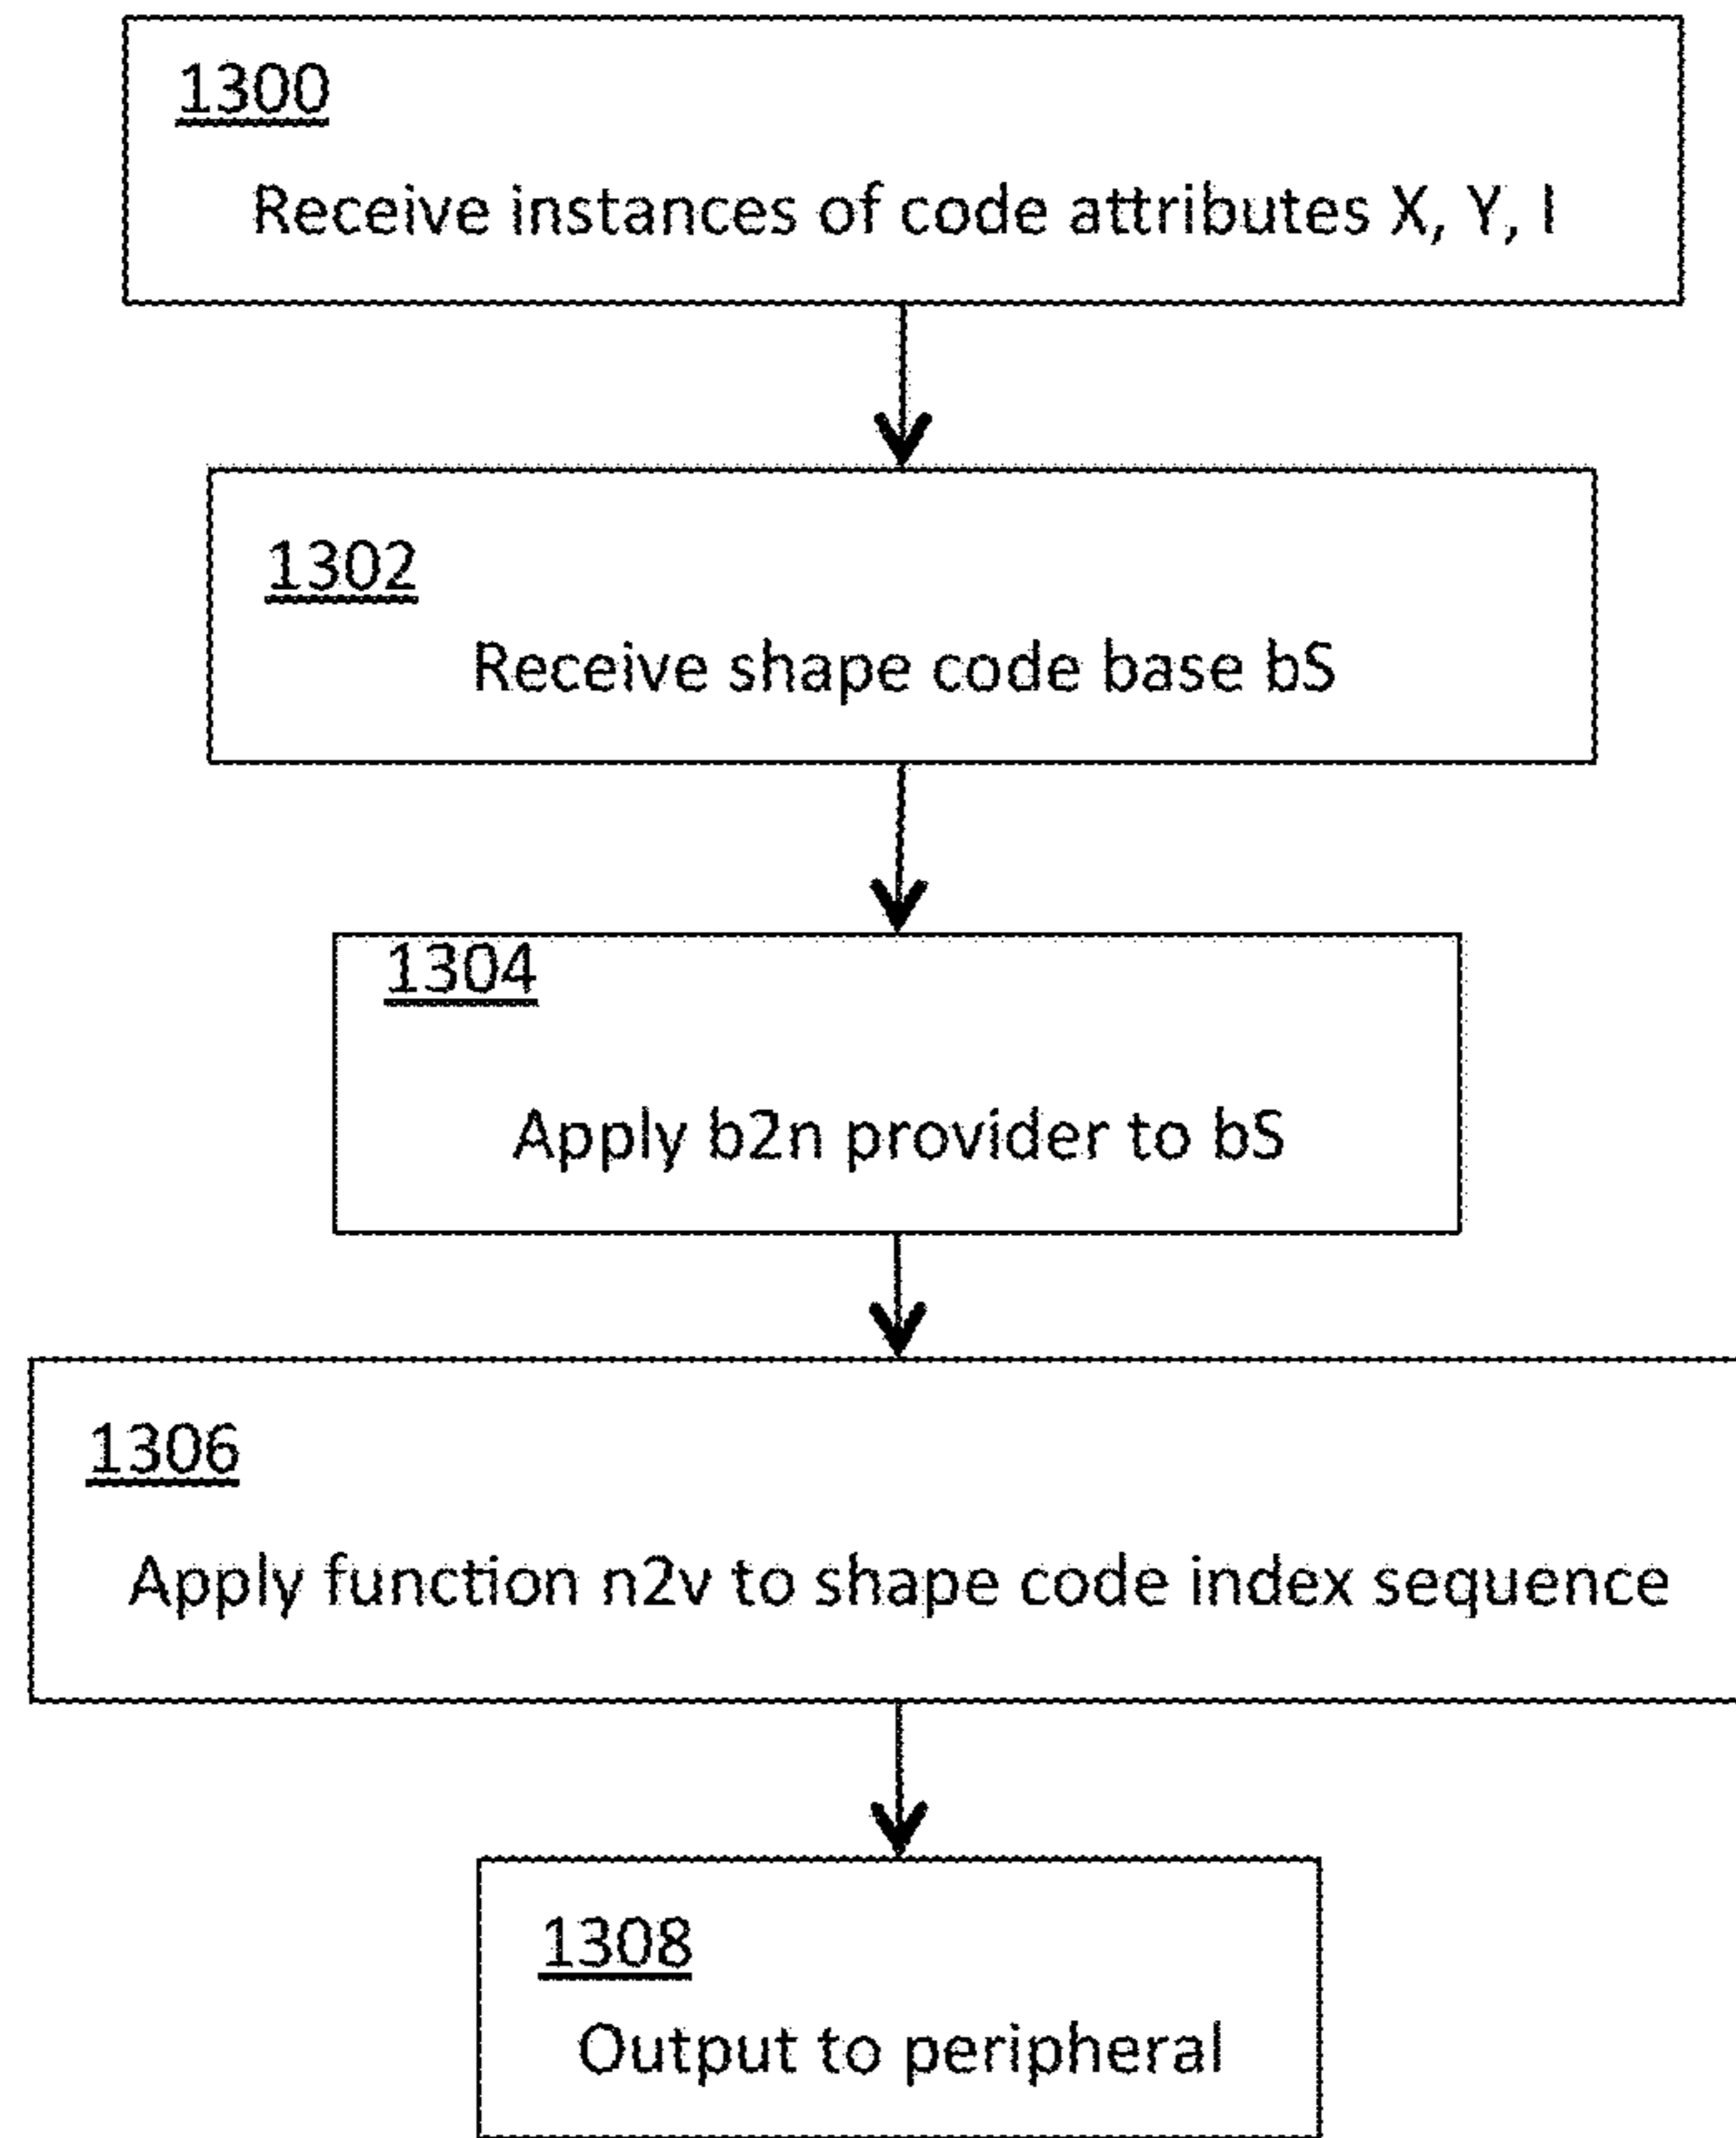 1300
Receive instances of code attributes X, Y, I
1302
Receive shape code base bS
1304
Apply b2n provider to bS
1306
Apply function n2v to shape code index sequence
1308
Output to peripheral